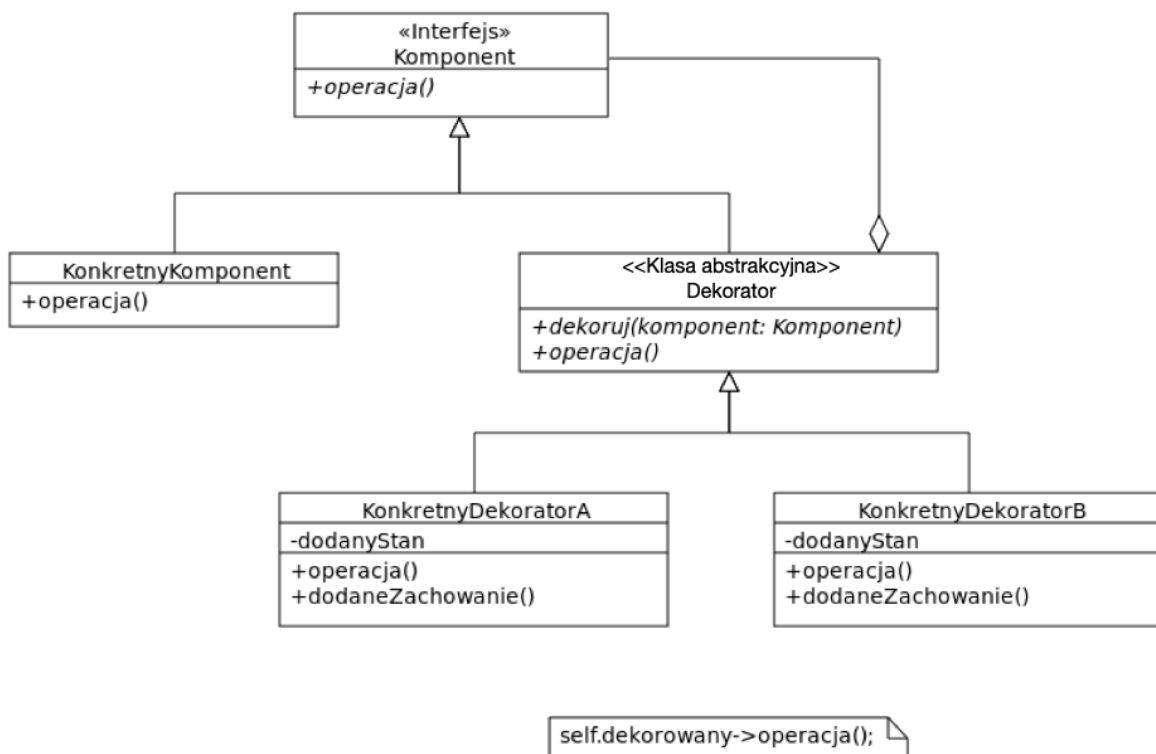 «Interfejs»
Komponent
+operacja()
KonkretnyKomponent
+operacja()
<<Klasa abstrakcyjna>>
Dekorator
+dekoruj(komponent: Komponent)
+operacja()
KonkretnyDekoratorA
-dodanyStan
+operacja()
+dodaneZachowanie()
KonkretnyDekoratorB
-dodanyStan
+operacja()
+dodaneZachowanie()
self.dekorowany->operacja();